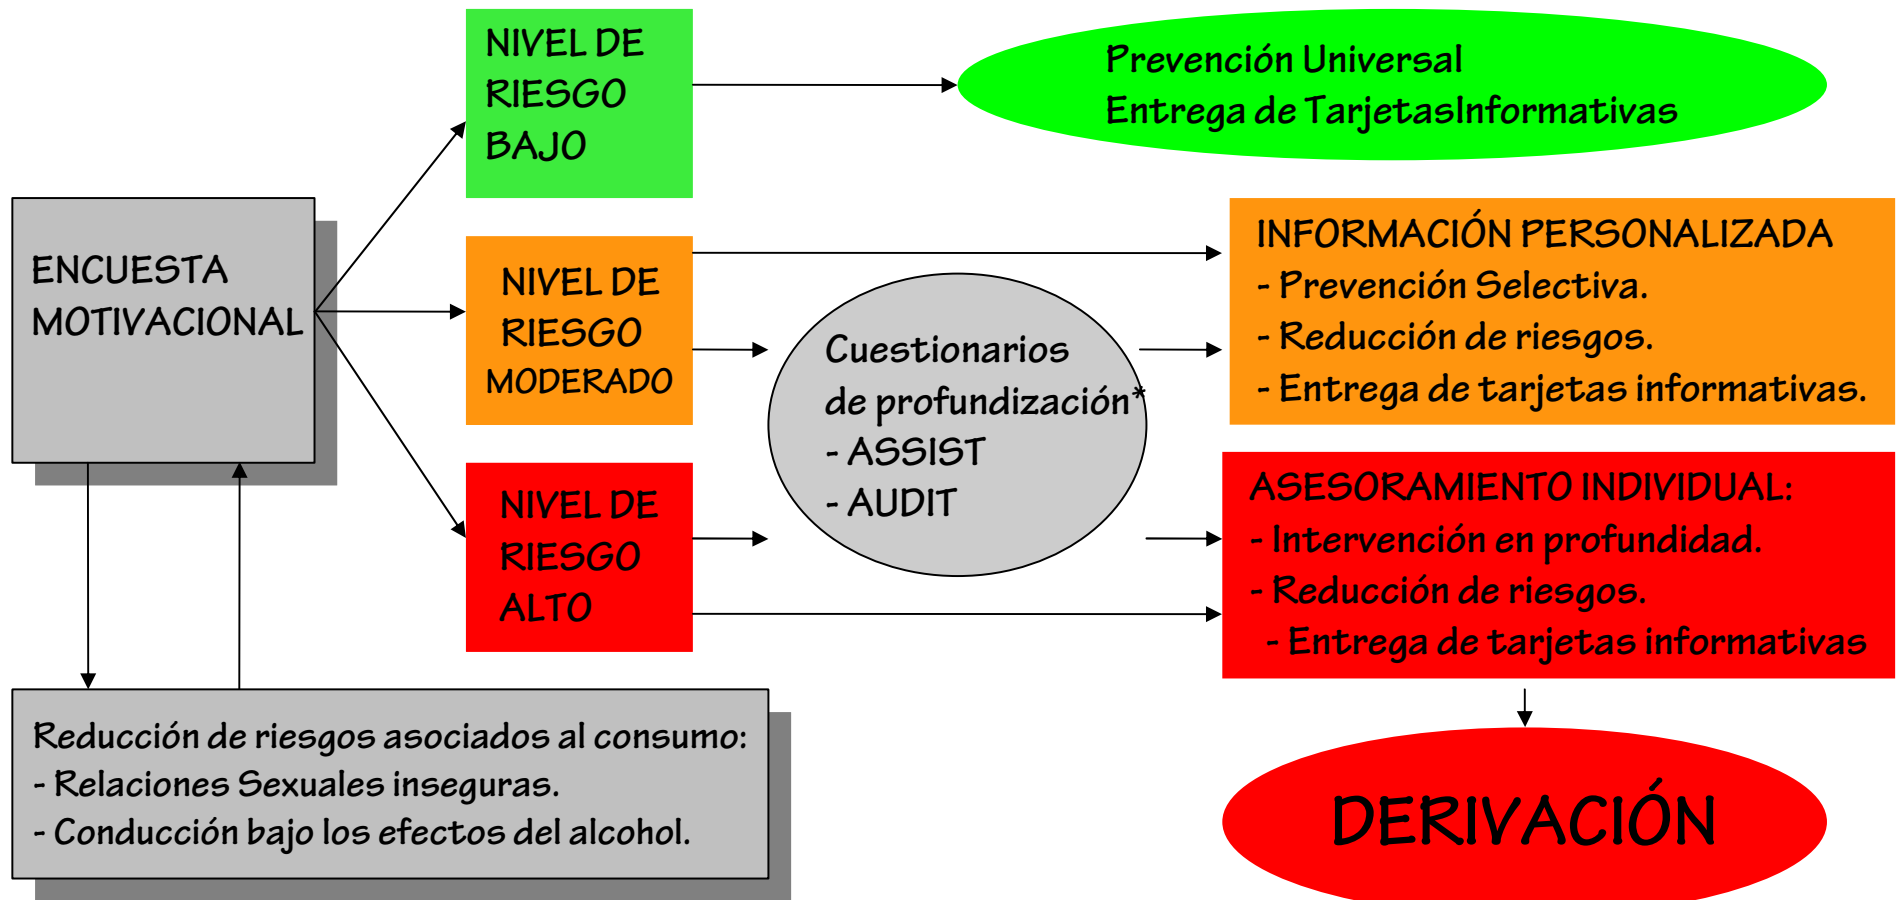 NIVEL DE
RIESGO
BAJO
Prevención Universal
Entrega de TarjetasInformativas
ENCUESTA
MOTIVACIONAL
NIVEL DE
RIESGO
MODERADO
Cuestionarios
de profundización*
- ASSIST
- AUDIT
INFORMACIÓN PERSONALIZADA
- Prevención Selectiva.
- Reducción de riesgos.
- Entrega de tarjetas informativas.
NIVEL DE
RIESGO
ALTO
ASESORAMIENTO INDIVIDUAL:
- Intervención en profundidad.
- Reducción de riesgos.
- Entrega de tarjetas informativas
Reducción de riesgos asociados al consumo:
- Relaciones Sexuales inseguras.
- Conducción bajo los efectos del alcohol.
DERIVACIÓN